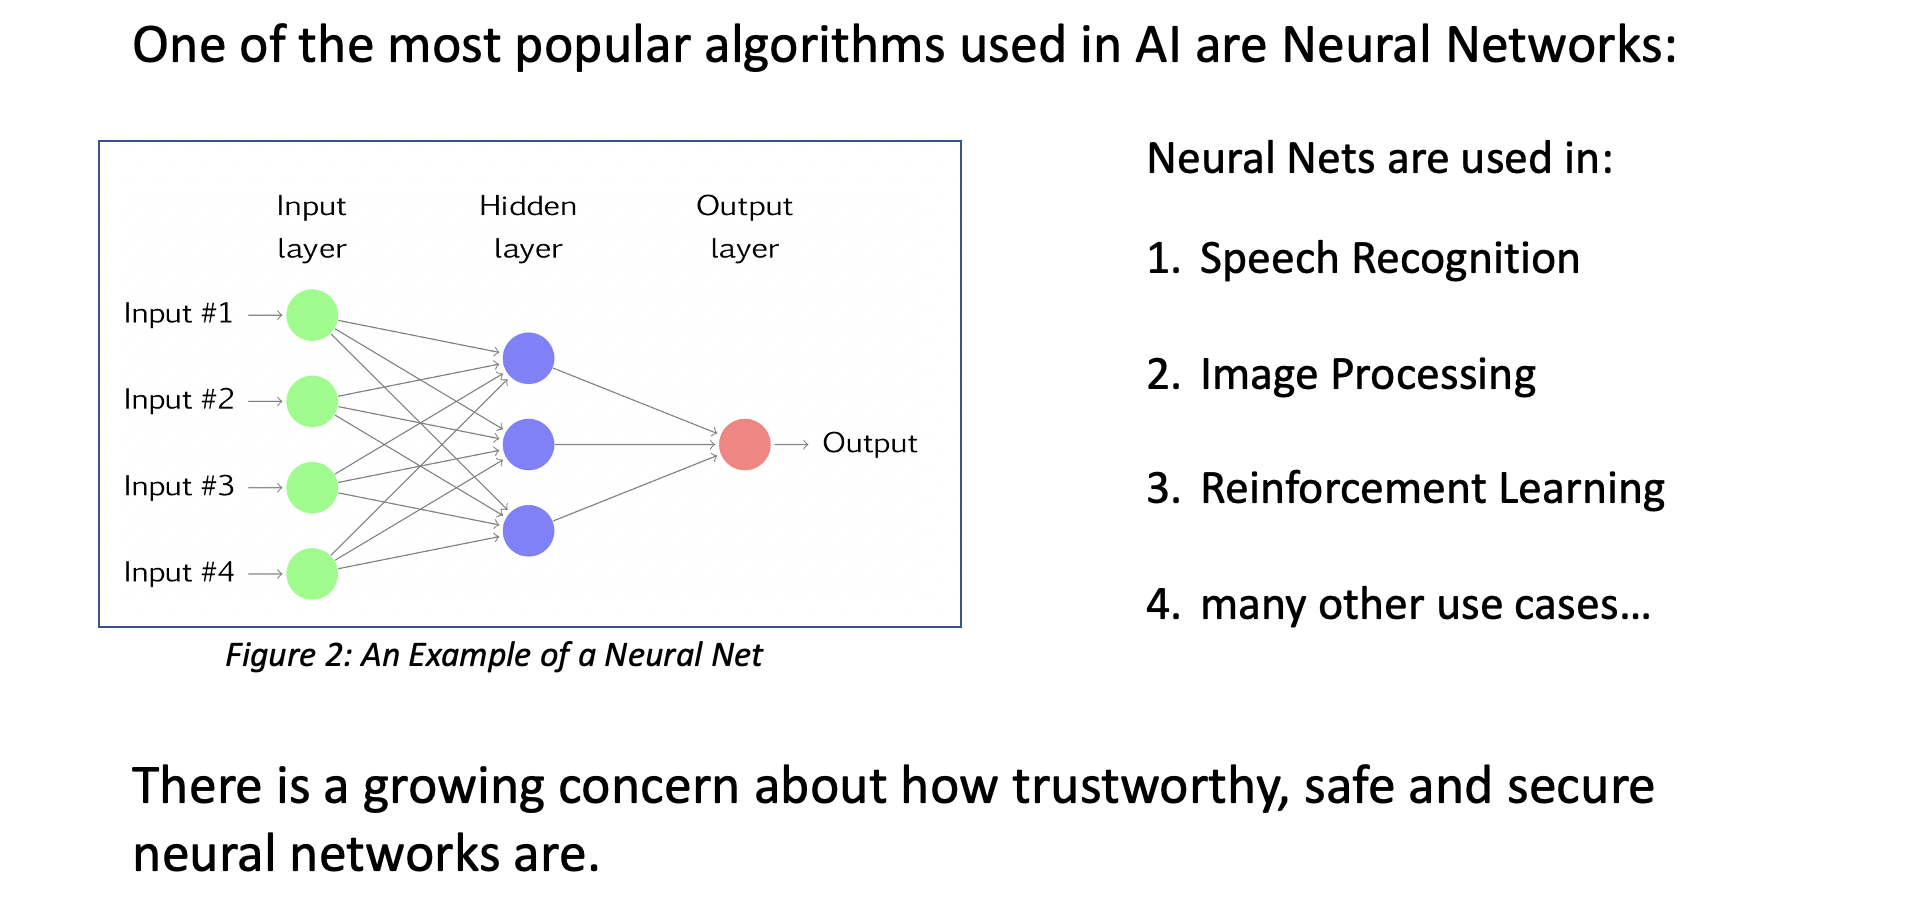 One of the most popular algorithms used in AI are Neural Networks:
Input
layer
Hidden
layer
Output
layer
Input #1
Input #2
Input #3
Input #4
Output
Figure 2: An Example of a Neural Net
Neural Nets are used in:
1. Speech Recognition
2. Image Processing
3. Reinforcement Learning
4. many other use cases...
There is a growing concern about how trustworthy, safe and secure
neural networks are.